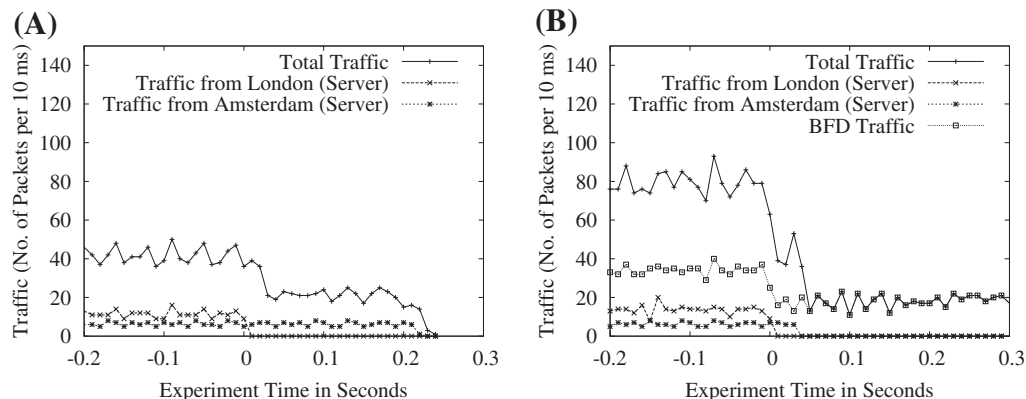 (A)
Traffic (No. of Packets per 10 ms)
140
120
100
80
60
40
20
0
Total Traffic
Traffic from London (Server)
Traffic from Amsterdam (Server)
-0.2
-0.1
0
0.1
0.2
0.3
Experiment Time in Seconds
(B)
Traffic (No. of Packets per 10 ms)
140
120
100
80
60
40
20
0
Total Traffic
Traffic from London (Server)
Traffic from Amsterdam (Server)
BFD Traffic
-0.2
-0.1
0
0.1
0.2
0.3
Experiment Time in Seconds